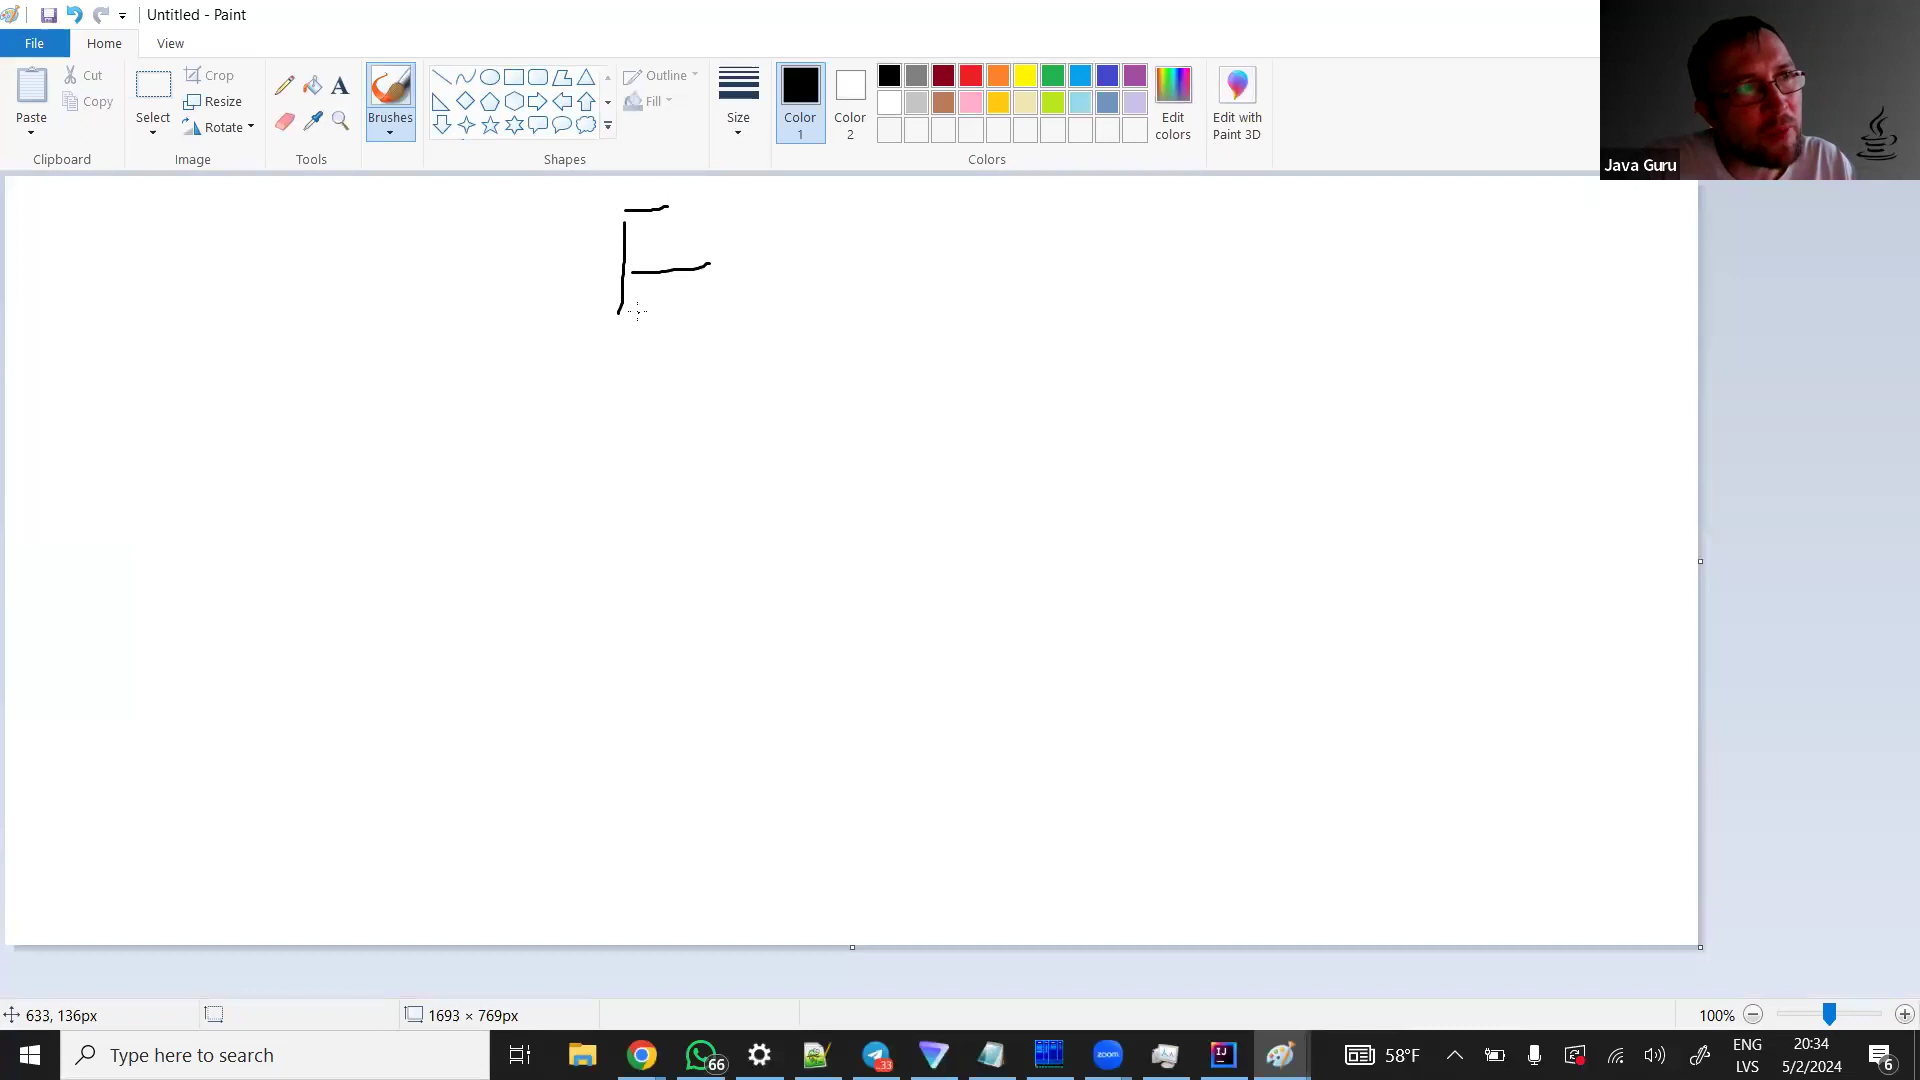 Untitled - Paint
File Home View
Paste
Cut
Copy
Clipboard
Select
Crop
Resize
Rotate
Image
Tools
Brushes
Shapes
Outline
Fill
Size
Color 1
Color 2
Colors
Edit colors
Edit with Paint 3D
Java Guru
F
633, 136px
1693 × 769px
100%
Type here to search
66
33
zoom
IJ
58°F
ENG
LVS
20:34
5/2/2024
6